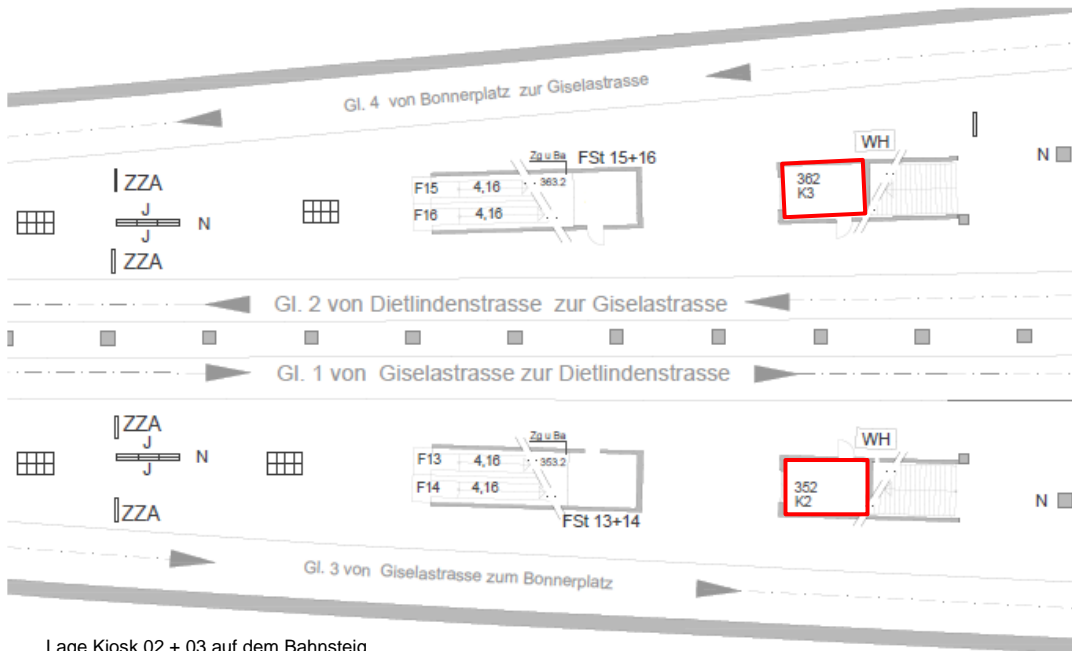 Gl. 4 von Bonnerplatz zur Giselastrasse
WH
N
Zg u Ba
FSt 15+16
F15
4,16
363.2
362
K3
F16
4,16
ZZA
J
N
J
ZZA
Gl. 2 von Dietlindenstrasse zur Giselastrasse
Gl. 1 von Giselastrasse zur Dietlindenstrasse
ZZA
J
N
J
ZZA
Zg u Ba
WH
F13
4,16
353.2
F14
4,16
352
K2
N
FSt 13+14
Gl. 3 von Giselastrasse zum Bonnerplatz
Lage Kiosk 02 + 03 auf dem Bahnsteig